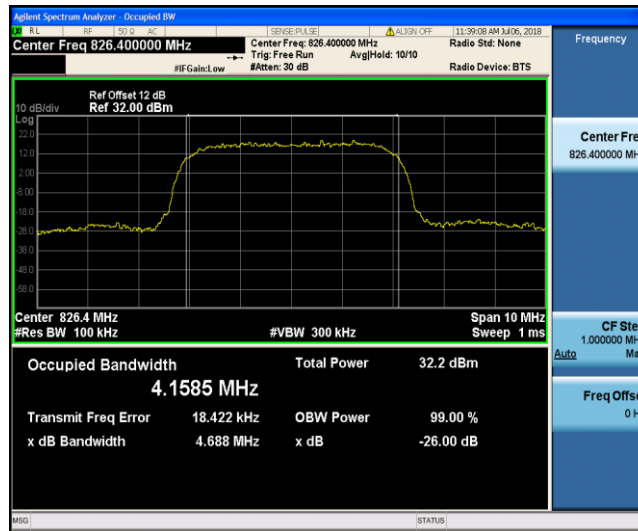 Agilent Spectrum Analyzer - Occupied BW
RL RF 50 Ω AC SENSE:PULSE ALIGN OFF 11:39:08 AM Jul 06, 2018
Center Freq 826.400000 MHz
Center Freq: 826.400000 MHz
Radio Std: None
Trig: Free Run Avg|Hold: 10/10
#IFGain:Low
#Atten: 30 dB
Radio Device: BTS
Ref Offset 12 dB
10 dB/div Ref 32.00 dBm
Log
22.0
12.0
2.00
-8.00
-18.0
-28.0
-38.0
-48.0
-58.0
Center 826.4 MHz
Span 10 MHz
#Res BW 100 kHz
#VBW 300 kHz
Sweep 1 ms
Occupied Bandwidth
4.1585 MHz
Total Power 32.2 dBm
Transmit Freq Error 18.422 kHz OBW Power 99.00 %
x dB Bandwidth 4.688 MHz x dB -26.00 dB
MSG STATUS
Frequency
Center Fre
826.400000 MH
CF Ste
1.000000 MH
Auto Ma
Freq Offse
0 H